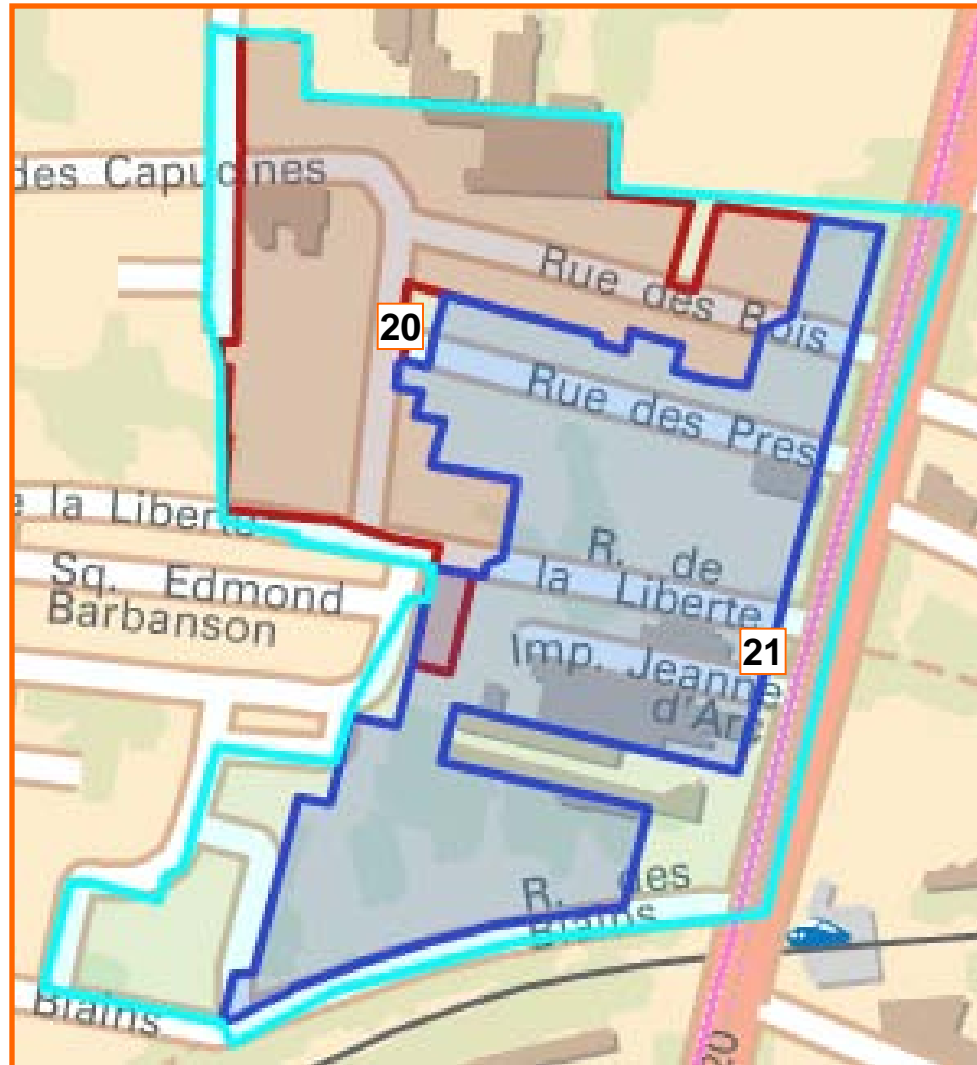 des Capucines
Rue des Bois
20
Rue des Pres
e la Liberte
R. de
la Liberte
Sq. Edmond
Barbanson
Imp. Jeanne
d'Arc
21
R. des
Blains
Blains